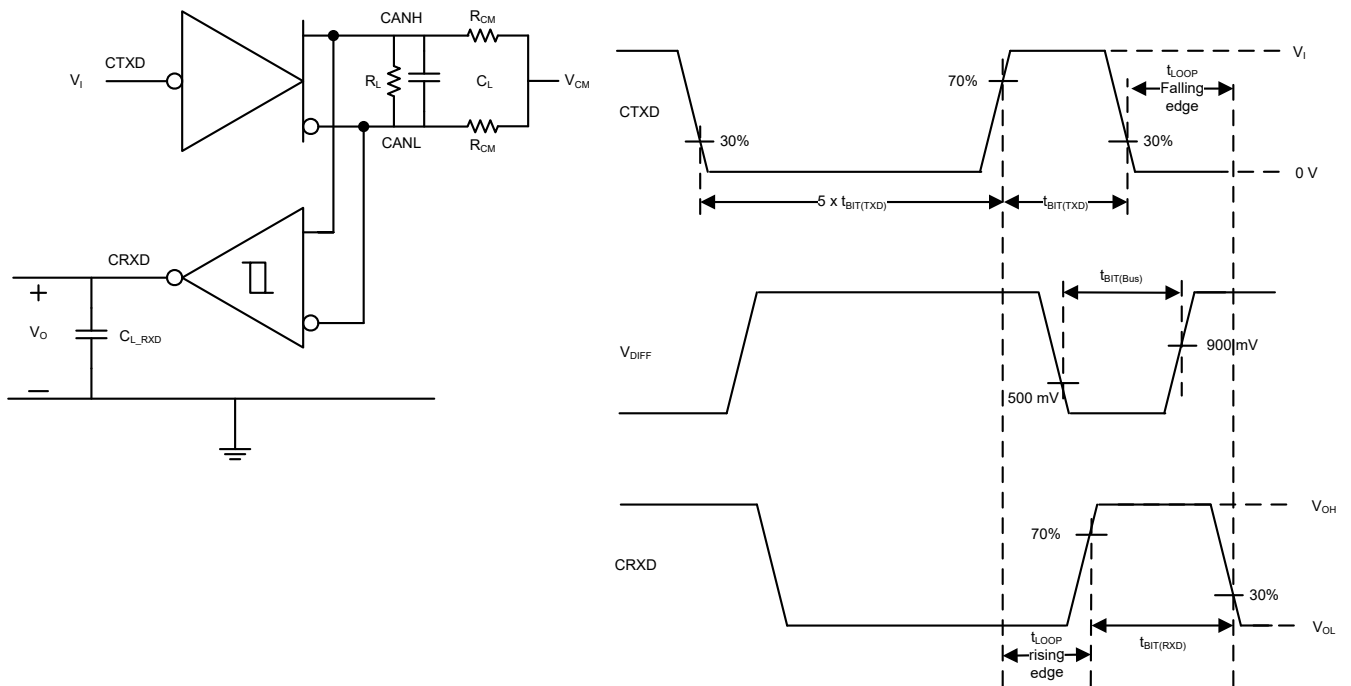 CANH
R_CM
CTXD
V_I
R_L
C_L
V_CM
CANL
R_CM
CRXD
+
V_O
C_L_RXD
—
V_I
t_LOOP
Falling
edge
70%
CTXD
30%
30%
0 V
5 x t_BIT(TXD)
t_BIT(TXD)
t_BIT(Bus)
V_DIFF
900 mV
500 mV
V_OH
70%
CRXD
30%
V_OL
t_LOOP
rising
edge
t_BIT(RXD)